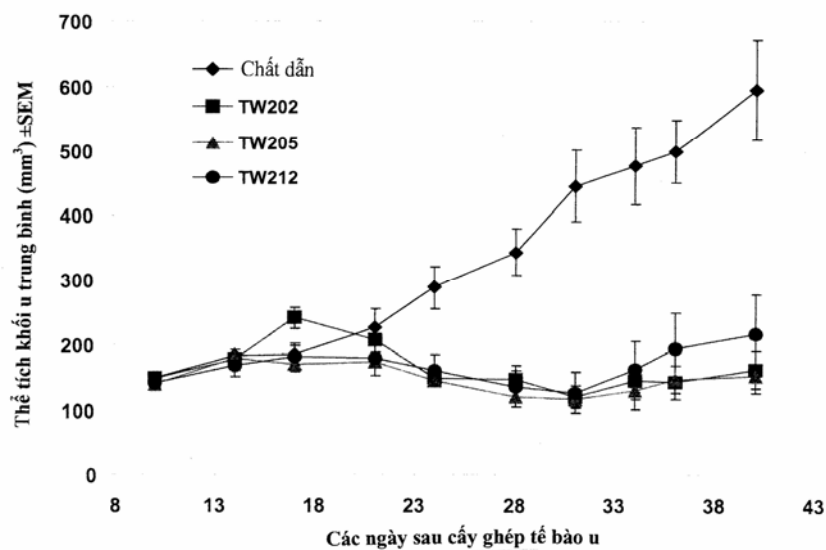 700
600
500
400
300
200
100
0
Thể tích khối u trung bình (mm³) ±SEM
Chất dẫn
TW202
TW205
TW212
8 13 18 23 28 33 38 43
Các ngày sau cấy ghép tế bào u